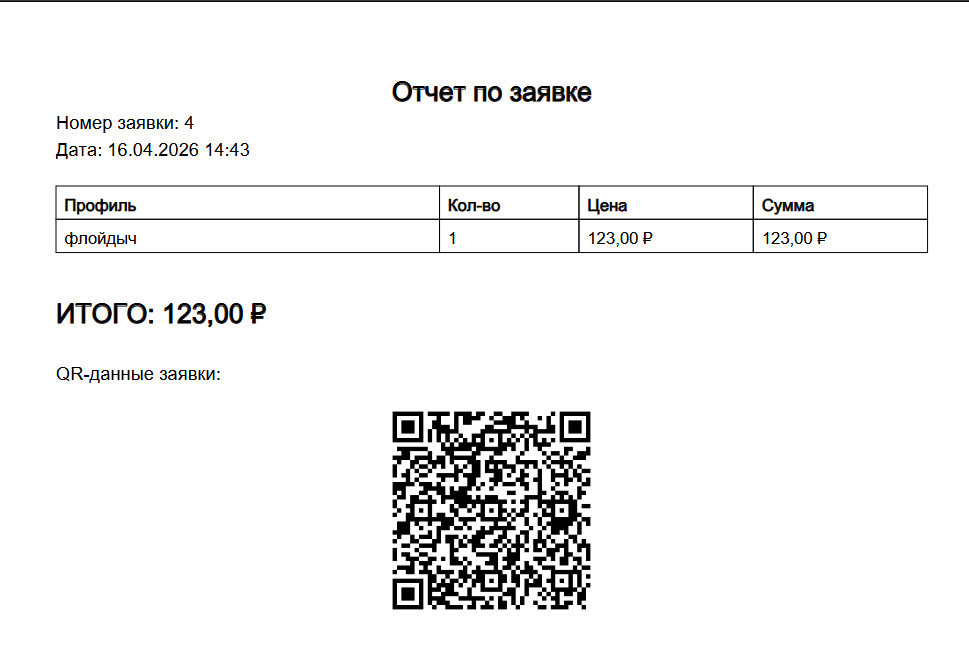 Отчет по заявке
Номер заявки: 4
Дата: 16.04.2026 14:43
Профиль Кол-во Цена Сумма
флойдыч 1 123,00 ₽ 123,00 ₽
ИТОГО: 123,00 ₽
QR-данные заявки: